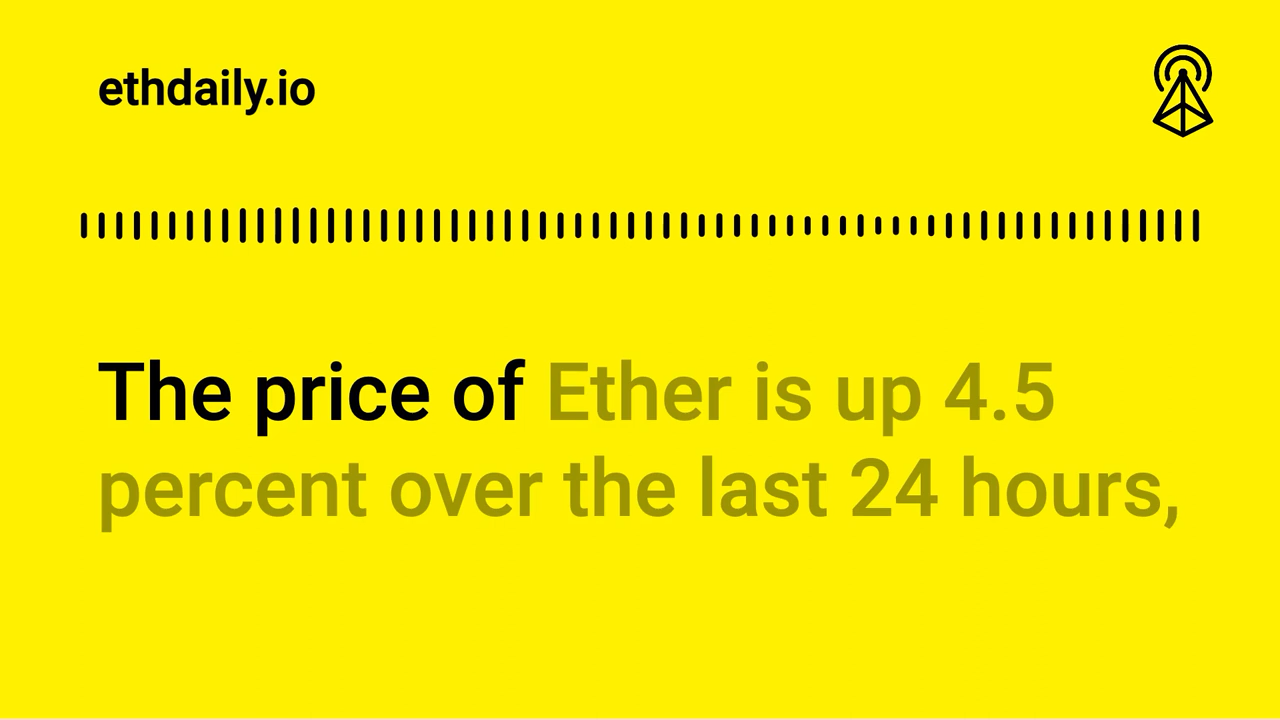 ethdaily.io
The price of Ether is up 4.5
percent over the last 24 hours,